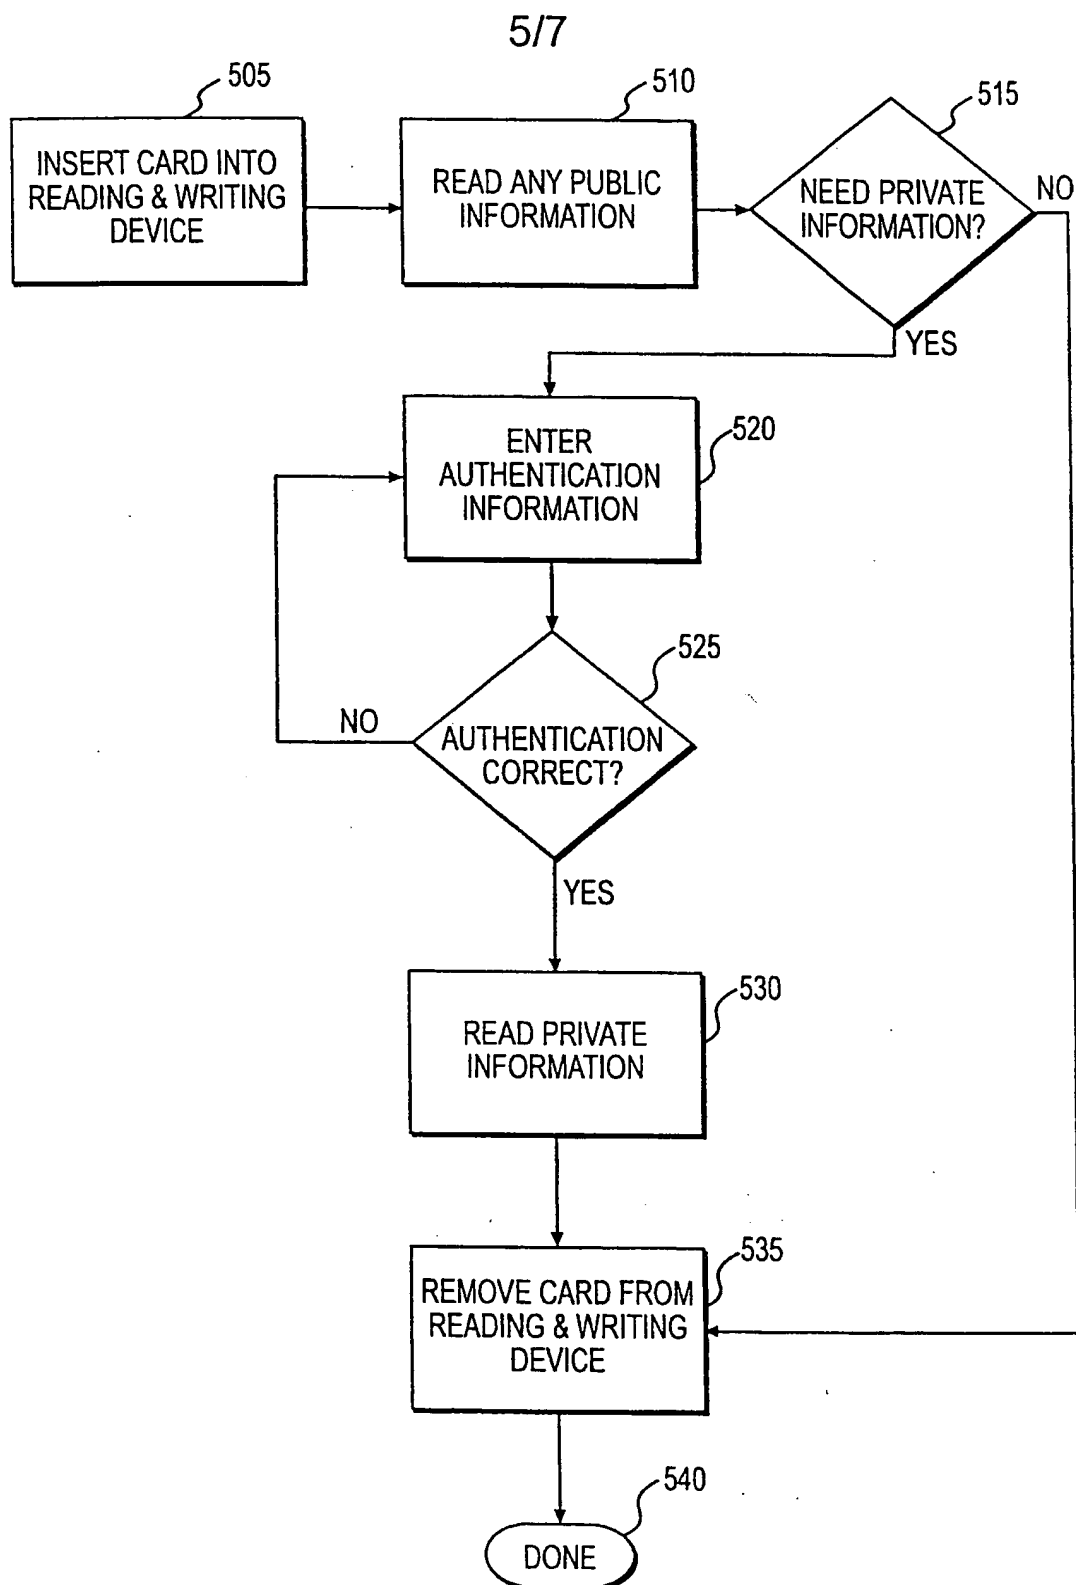 5/7
505
INSERT CARD INTO
READING & WRITING
DEVICE
510
READ ANY PUBLIC
INFORMATION
515
NEED PRIVATE
INFORMATION?
NO
YES
520
ENTER
AUTHENTICATION
INFORMATION
525
AUTHENTICATION
CORRECT?
NO
YES
530
READ PRIVATE
INFORMATION
535
REMOVE CARD FROM
READING & WRITING
DEVICE
540
DONE